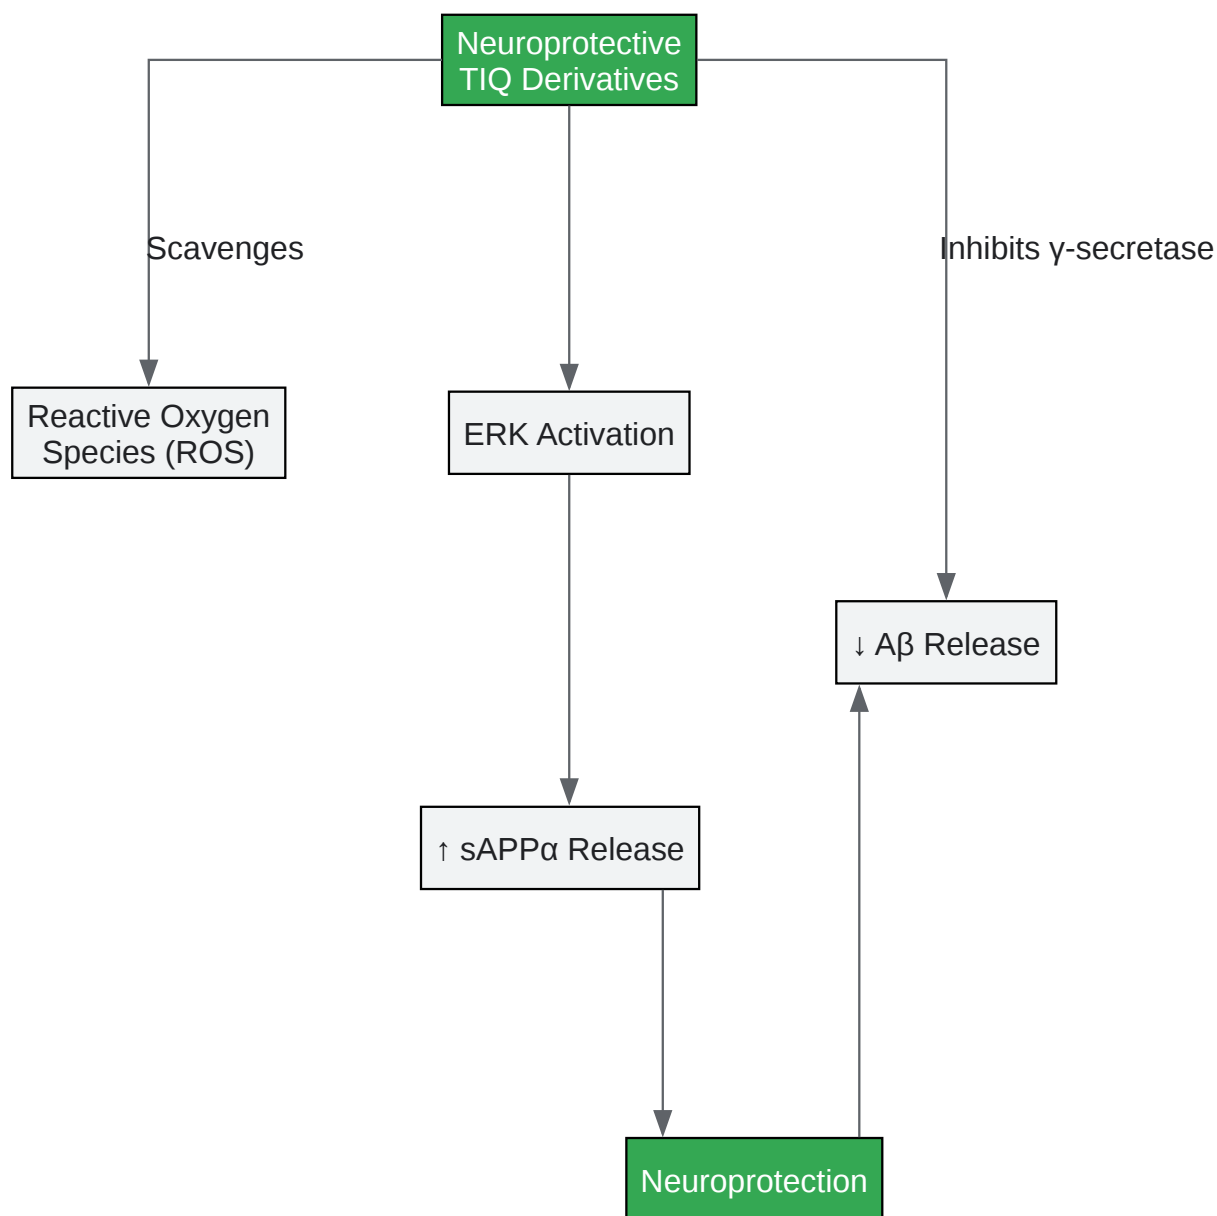 Neuroprotective
TIQ Derivatives
Scavenges
Inhibits γ-secretase
Reactive Oxygen
Species (ROS)
ERK Activation
↓ Aβ Release
↑ sAPPα Release
Neuroprotection